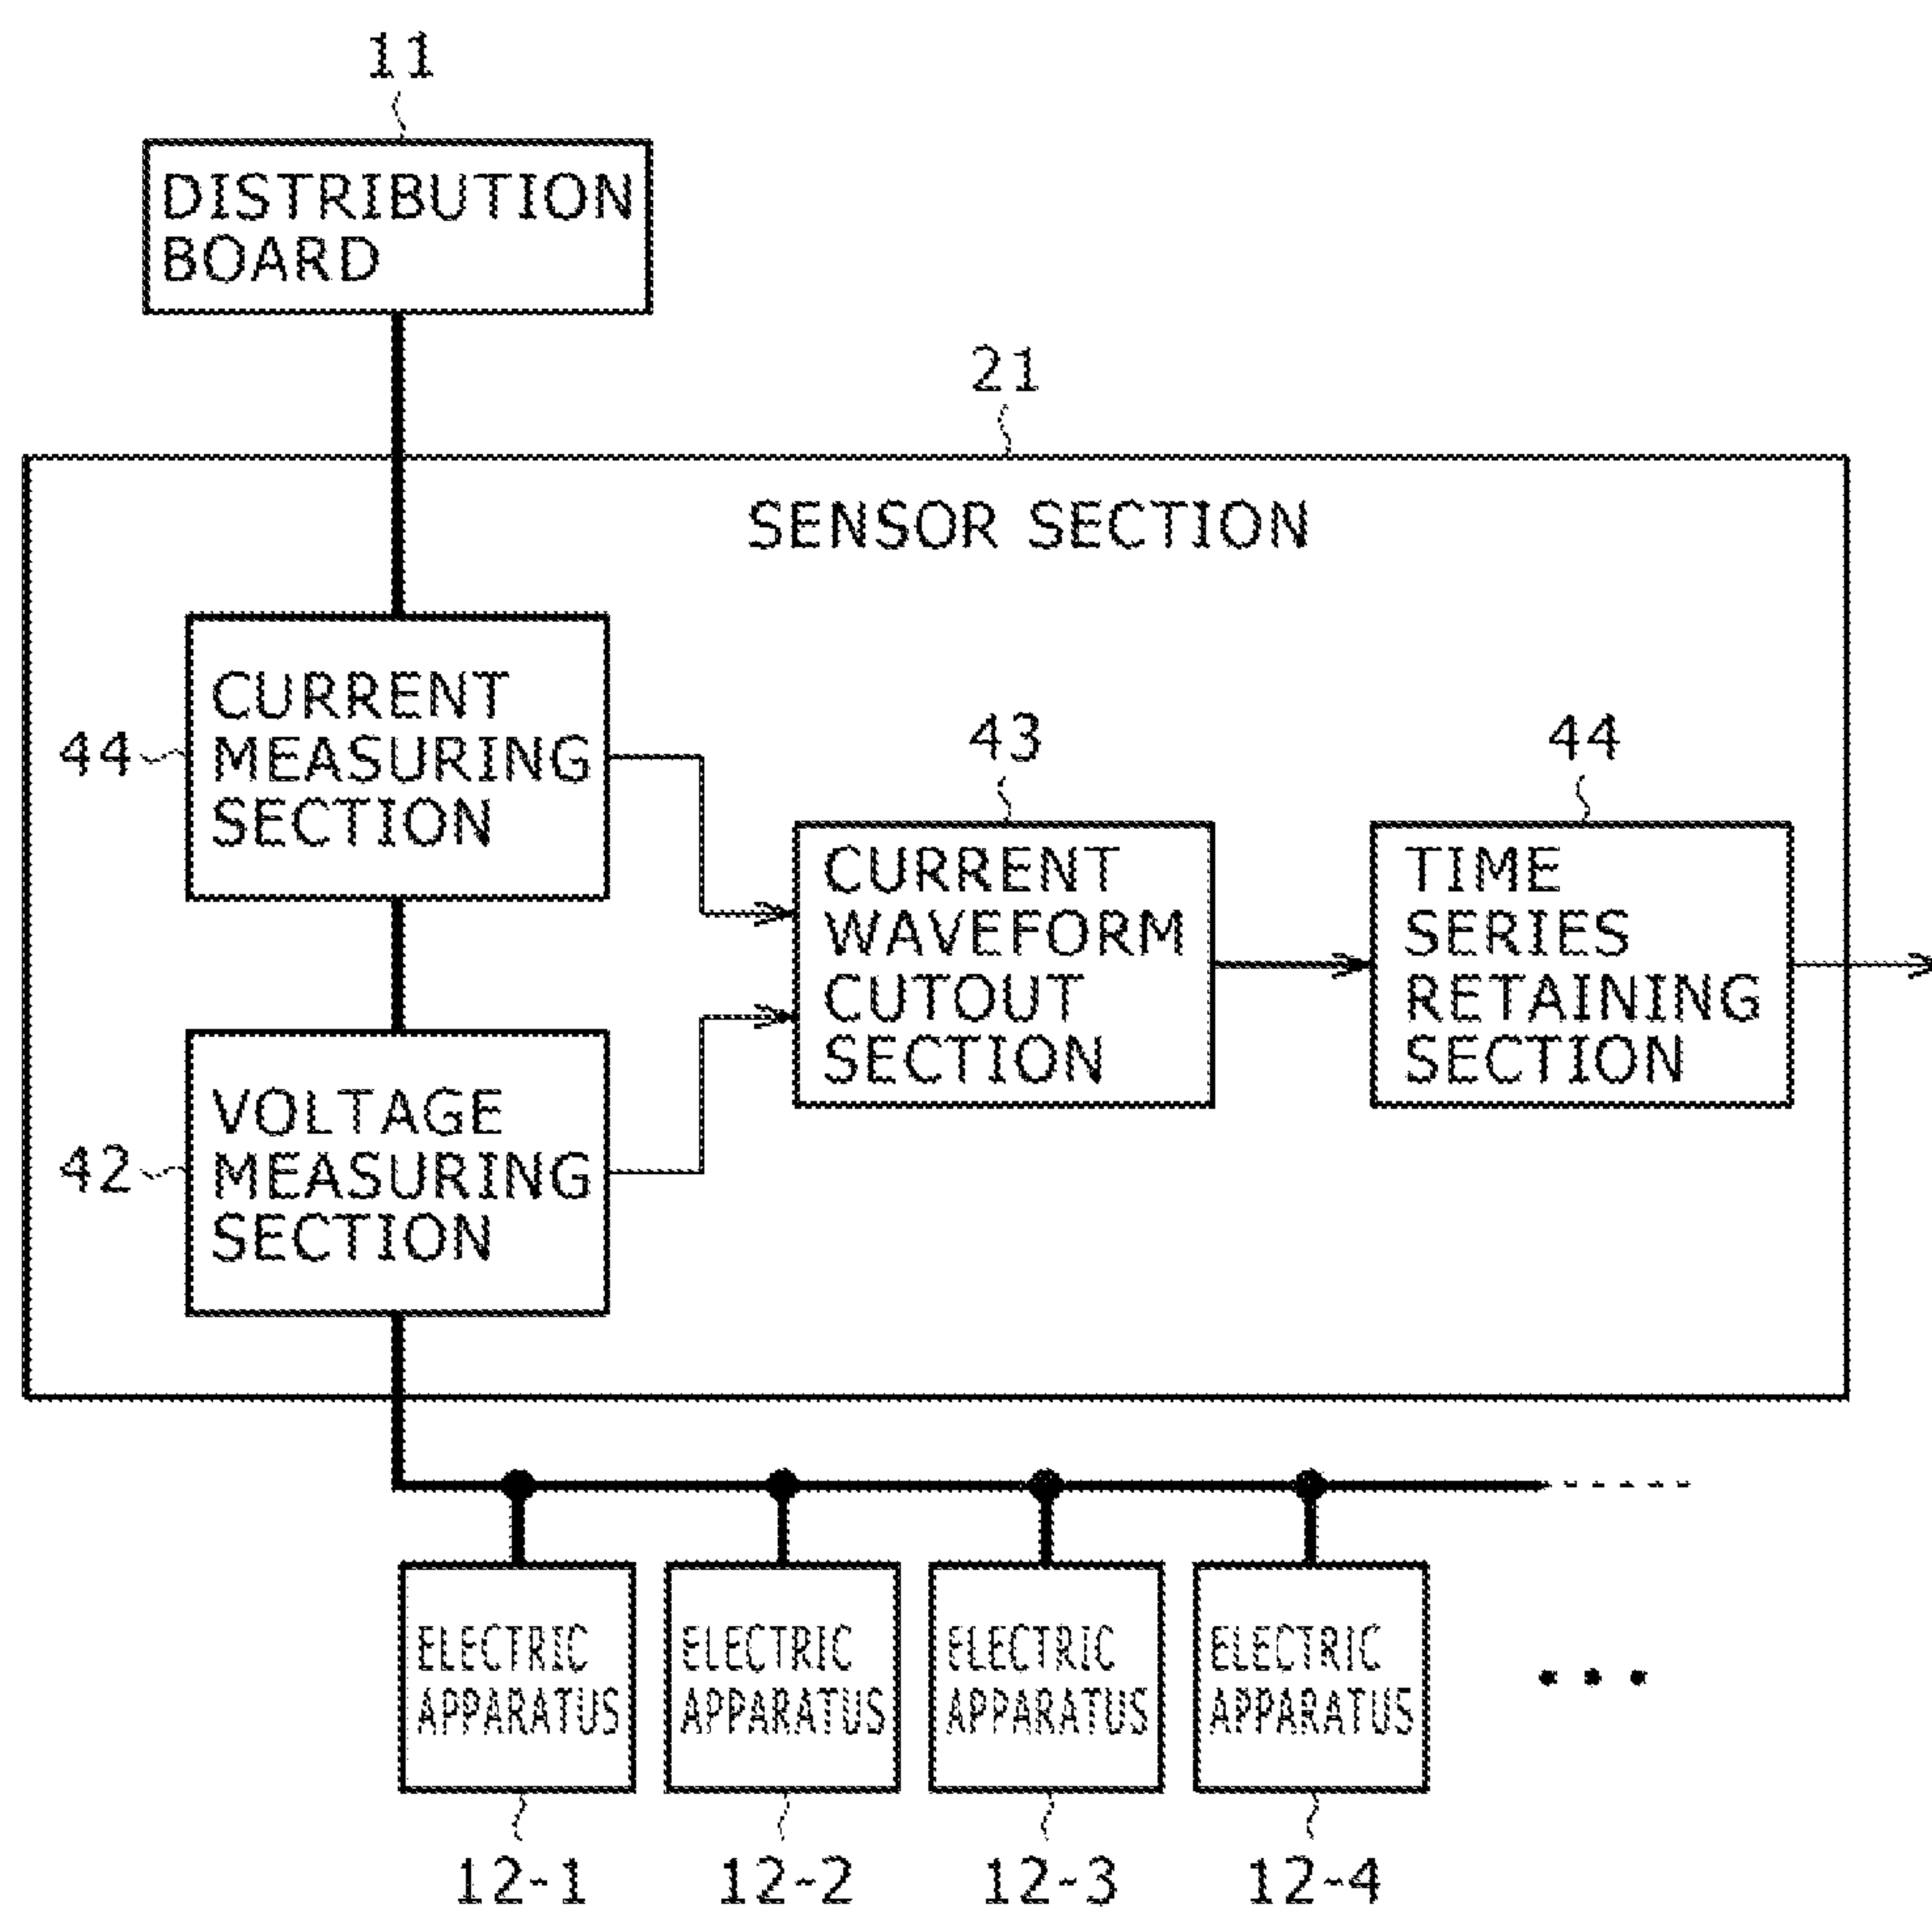 11
DISTRIBUTION
BOARD
21
SENSOR SECTION
44
CURRENT
MEASURING
SECTION
43
CURRENT
WAVEFORM
CUTOUT
SECTION
44
TIME
SERIES
RETAINING
SECTION
42
VOLTAGE
MEASURING
SECTION
ELECTRIC
APPARATUS
ELECTRIC
APPARATUS
ELECTRIC
APPARATUS
ELECTRIC
APPARATUS
...
12-1
12-2
12-3
12-4